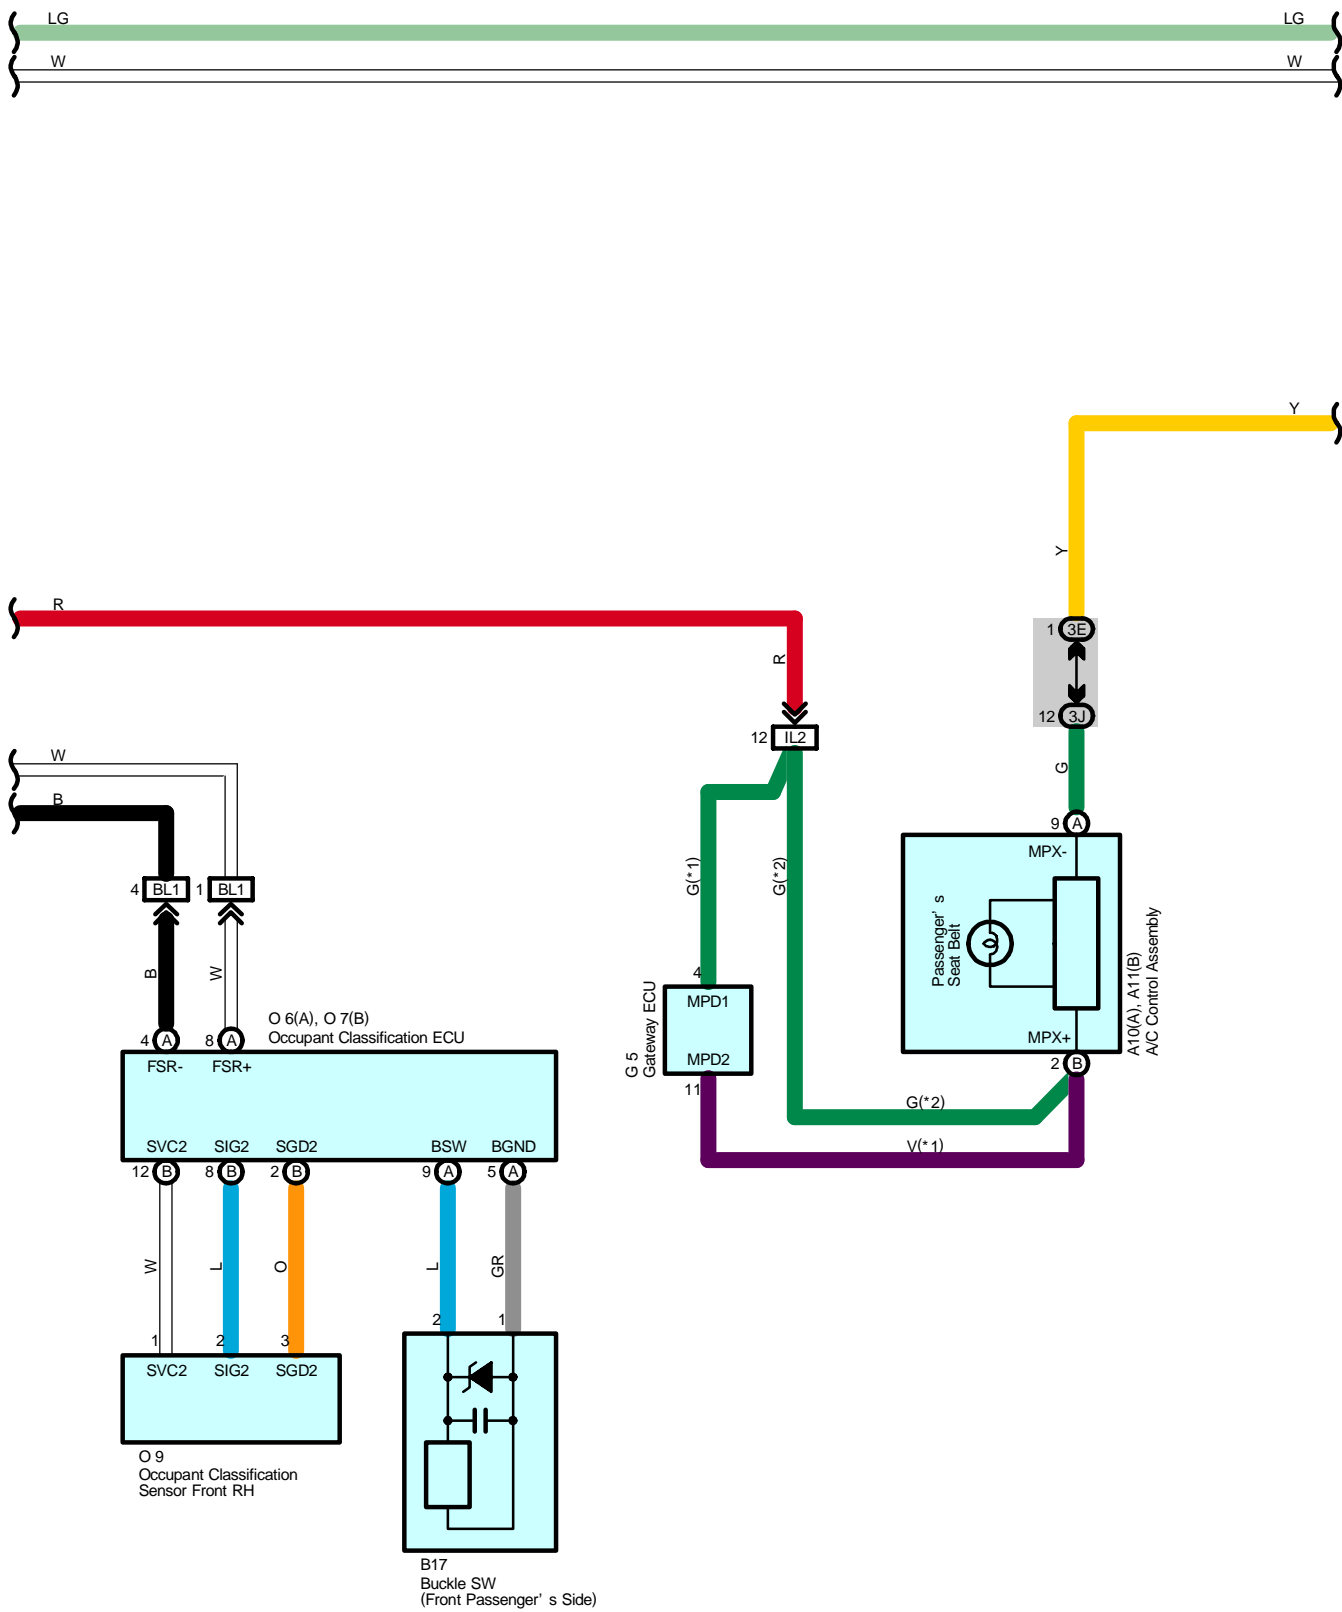 LG LG
W W
Y
Y
R
1 3E
R
12 3J
12 IL2
W
G
B
9 A
MPX-
G(*1)
G(*2)
4 BL1 1 BL1
Passenger' s
Seat Belt
A10(A), A11(B)
A/C Control Assembly
B
W
4
MPD1
G 5
Gateway ECU
O 6(A), O 7(B)
Occupant Classification ECU
4 A 8 A
MPX+
FSR- FSR+
MPD2
2 B
11
G(*2)
V(*1)
SVC2 SIG2 SGD2 BSW BGND
12 B 8 B 2 B 9 A 5 A
W
L
O
L
GR
2 1
1 2 3
SVC2 SIG2 SGD2
O 9
Occupant Classification
Sensor Front RH
B17
Buckle SW
(Front Passenger' s Side)